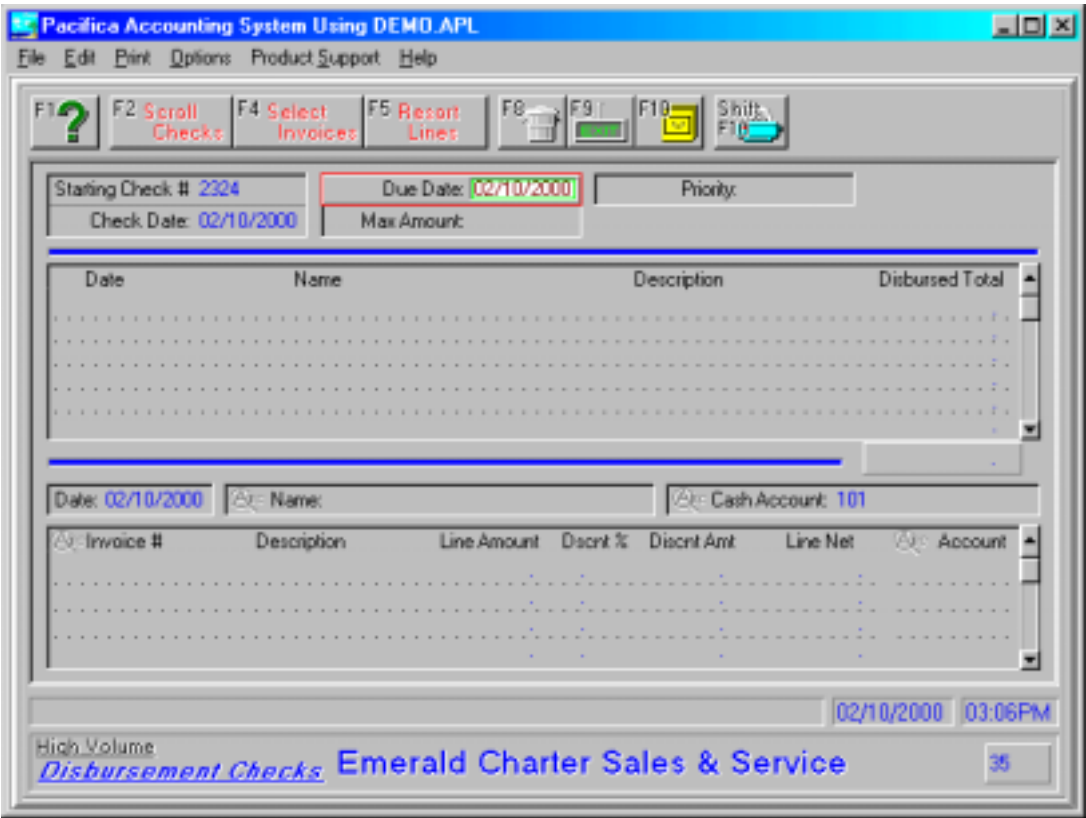 Pacifica Accounting System Using DEMO.APL
File Edit Print Options Product Support Help
F1 F2 Scroll Checks F4 Select Invoices F5 Resort Lines F8 F9 EXIT F10 Shift F10
Starting Check # 2324 Due Date: 02/10/2000 Priority:
Check Date: 02/10/2000 Max Amount:
Date Name Description Disbursed Total
Date: 02/10/2000 Name: Cash Account: 101
Invoice # Description Line Amount Dscnt % Discnt Amt Line Net Account
02/10/2000 03:06PM
High Volume
Disbursement Checks Emerald Charter Sales & Service 35